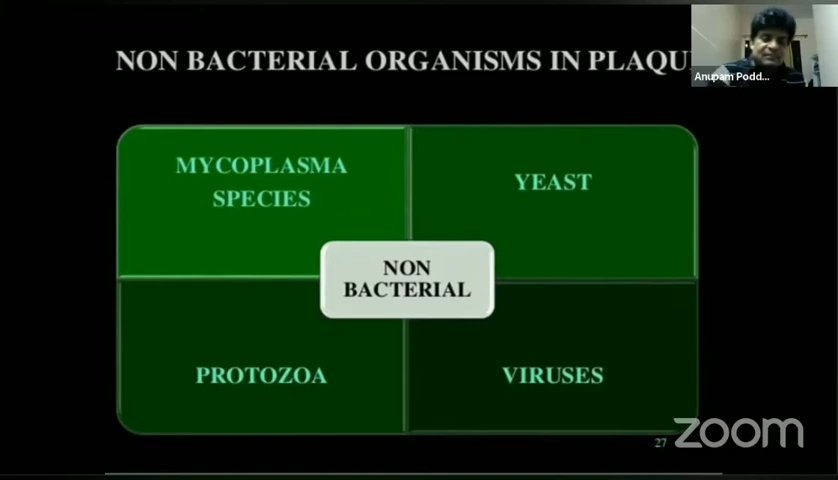 NON BACTERIAL ORGANISMS IN PLAQU
Anupam Podd...
MYCOPLASMA
SPECIES
YEAST
NON
BACTERIAL
PROTOZOA
VIRUSES
27
zoom